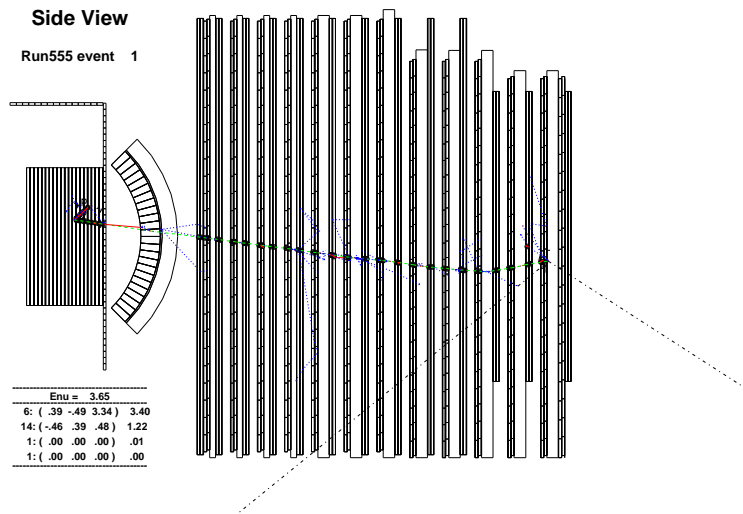 Side View
Run555 event 1
Enu = 3.65
6: ( .39 -.49 3.34 ) 3.40
14: (-.46 .39 .48 ) 1.22
1: ( .00 .00 .00 ) .01
1: ( .00 .00 .00 ) .00